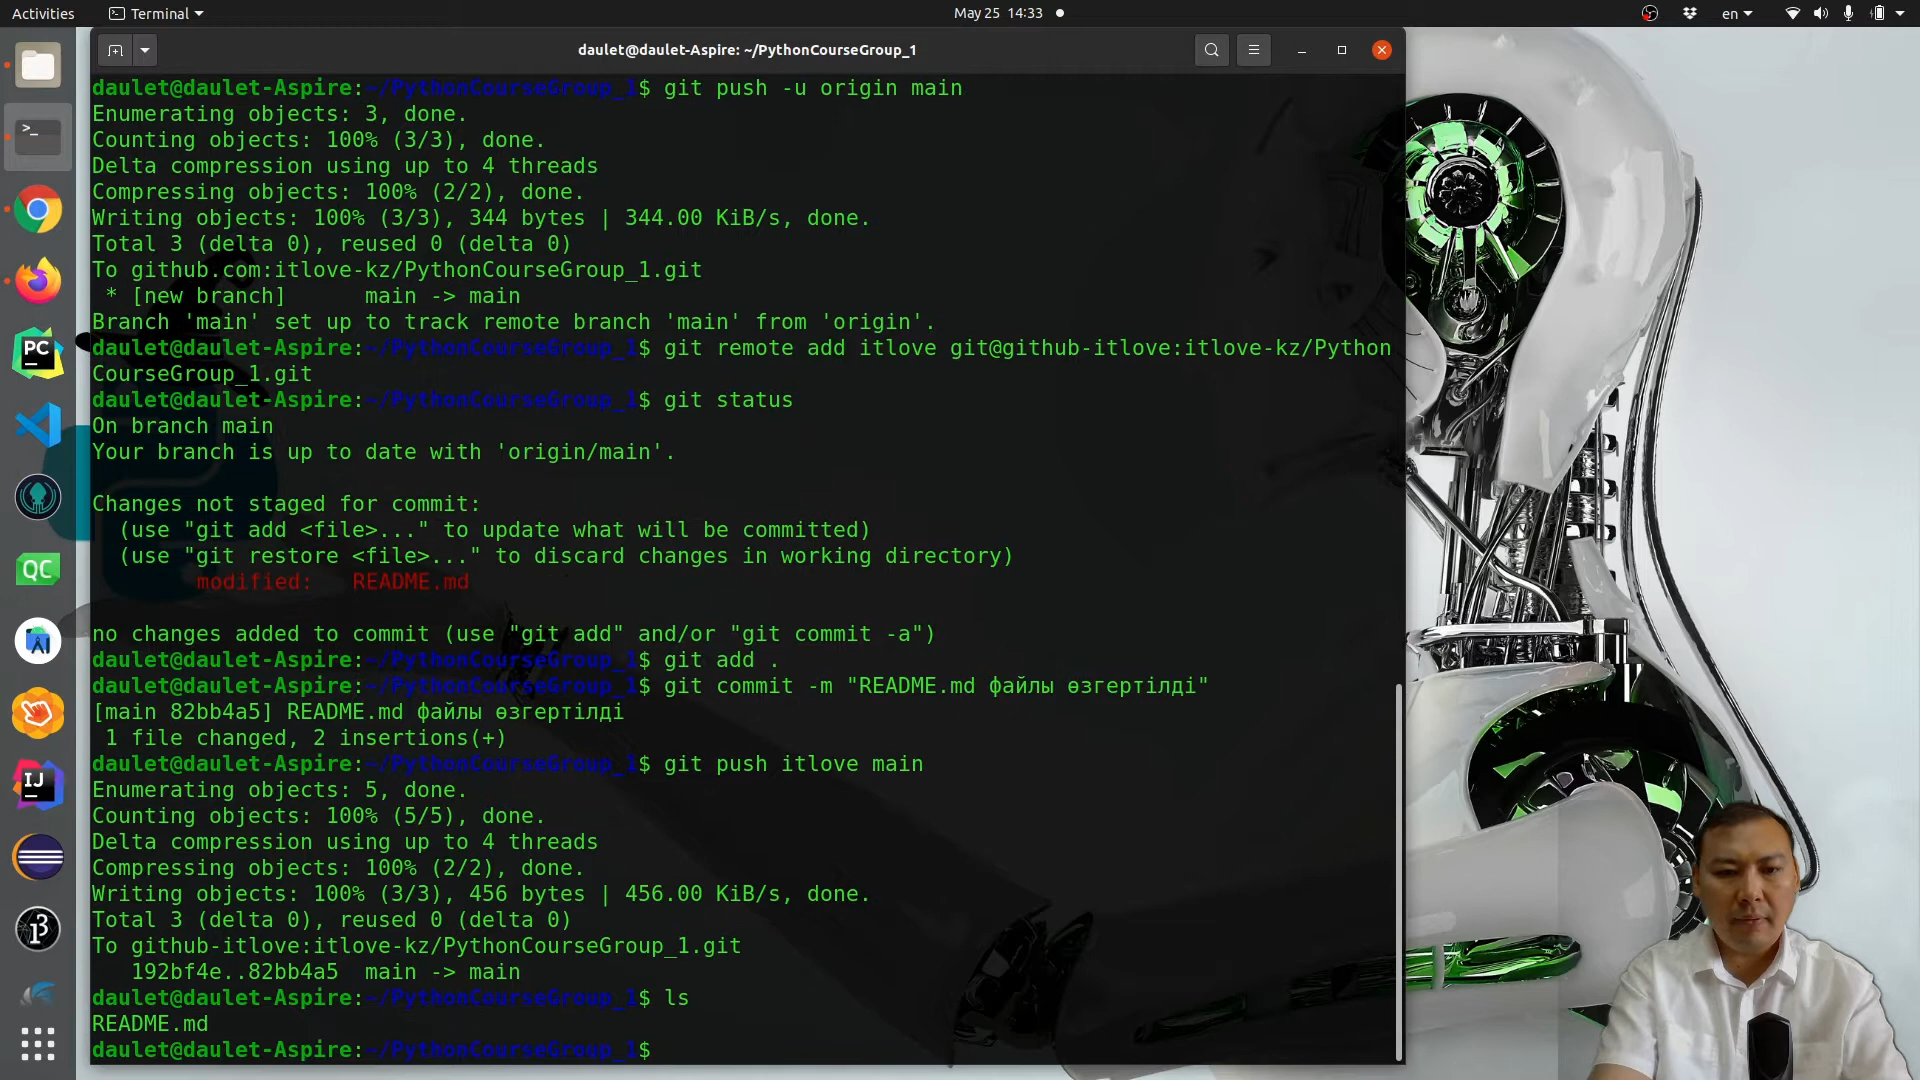 Activities
Terminal
May 25 14:33
en
daulet@daulet-Aspire: ~/PythonCourseGroup_1
daulet@daulet-Aspire:~/PythonCourseGroup_1$ git push -u origin main
Enumerating objects: 3, done.
Counting objects: 100% (3/3), done.
Delta compression using up to 4 threads
Compressing objects: 100% (2/2), done.
Writing objects: 100% (3/3), 344 bytes | 344.00 KiB/s, done.
Total 3 (delta 0), reused 0 (delta 0)
To github.com:itlove-kz/PythonCourseGroup_1.git
 * [new branch]      main -> main
Branch 'main' set up to track remote branch 'main' from 'origin'.
daulet@daulet-Aspire:~/PythonCourseGroup_1$ git remote add itlove git@github-itlove:itlove-kz/Python
CourseGroup_1.git
daulet@daulet-Aspire:~/PythonCourseGroup_1$ git status
On branch main
Your branch is up to date with 'origin/main'.
Changes not staged for commit:
  (use "git add <file>..." to update what will be committed)
  (use "git restore <file>..." to discard changes in working directory)
        modified:   README.md
no changes added to commit (use "git add" and/or "git commit -a")
daulet@daulet-Aspire:~/PythonCourseGroup_1$ git add .
daulet@daulet-Aspire:~/PythonCourseGroup_1$ git commit -m "README.md файлы өзгертілді"
[main 82bb4a5] README.md файлы өзгертілді
 1 file changed, 2 insertions(+)
daulet@daulet-Aspire:~/PythonCourseGroup_1$ git push itlove main
Enumerating objects: 5, done.
Counting objects: 100% (5/5), done.
Delta compression using up to 4 threads
Compressing objects: 100% (2/2), done.
Writing objects: 100% (3/3), 456 bytes | 456.00 KiB/s, done.
Total 3 (delta 0), reused 0 (delta 0)
To github-itlove:itlove-kz/PythonCourseGroup_1.git
   192bf4e..82bb4a5  main -> main
daulet@daulet-Aspire:~/PythonCourseGroup_1$ ls
README.md
daulet@daulet-Aspire:~/PythonCourseGroup_1$
>_
PC
QC
IJ